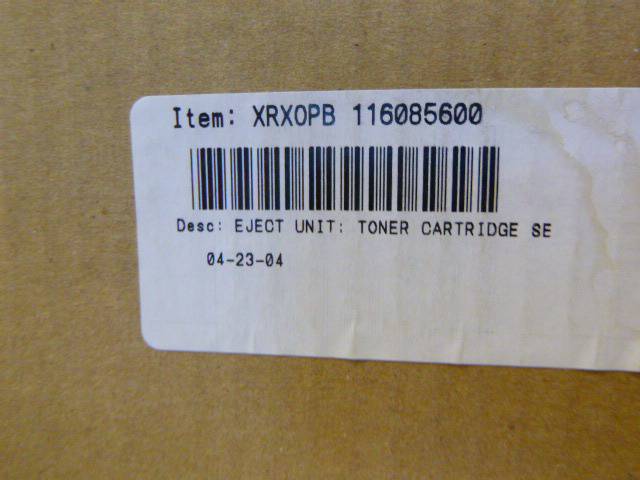 Item: XRXOPB 116085600
Desc: EJECT UNIT: TONER CARTRIDGE SE
04-23-04